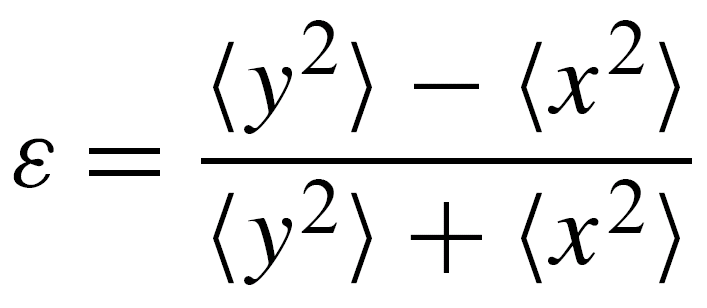 ε = (⟨y²⟩ − ⟨x²⟩) / (⟨y²⟩ + ⟨x²⟩)